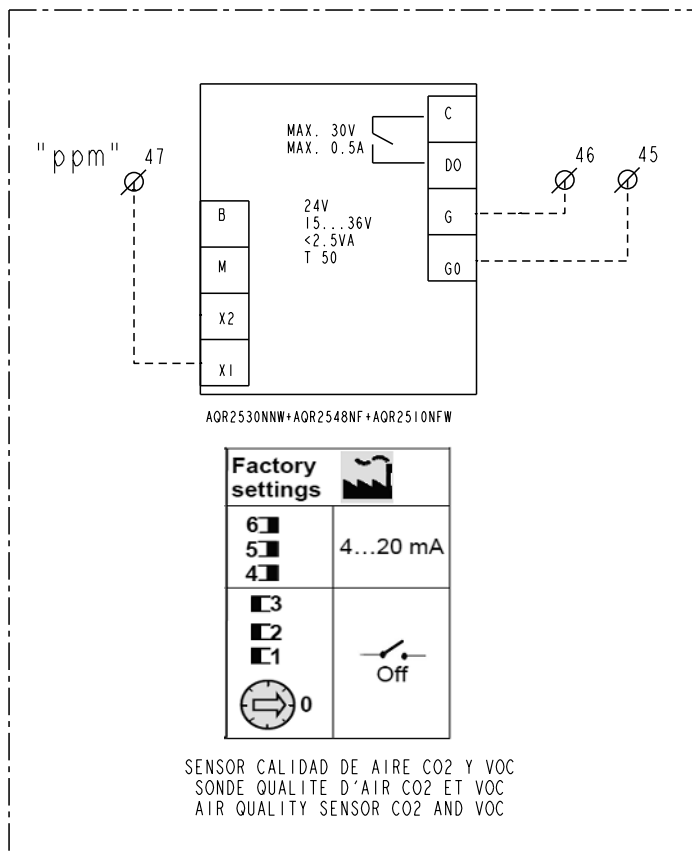 "ppm" 47
46 45
MAX. 30V
MAX. 0.5A
C
DO
G
G0
B
M
X2
X1
24V
15...36V
<2.5VA
T 50
AQR2530NNW+AQR2548NF+AQR2510NFW
Factory
settings
6
5
4
4...20 mA
3
2
1
0
Off
SENSOR CALIDAD DE AIRE CO2 Y VOC
SONDE QUALITE D'AIR CO2 ET VOC
AIR QUALITY SENSOR CO2 AND VOC